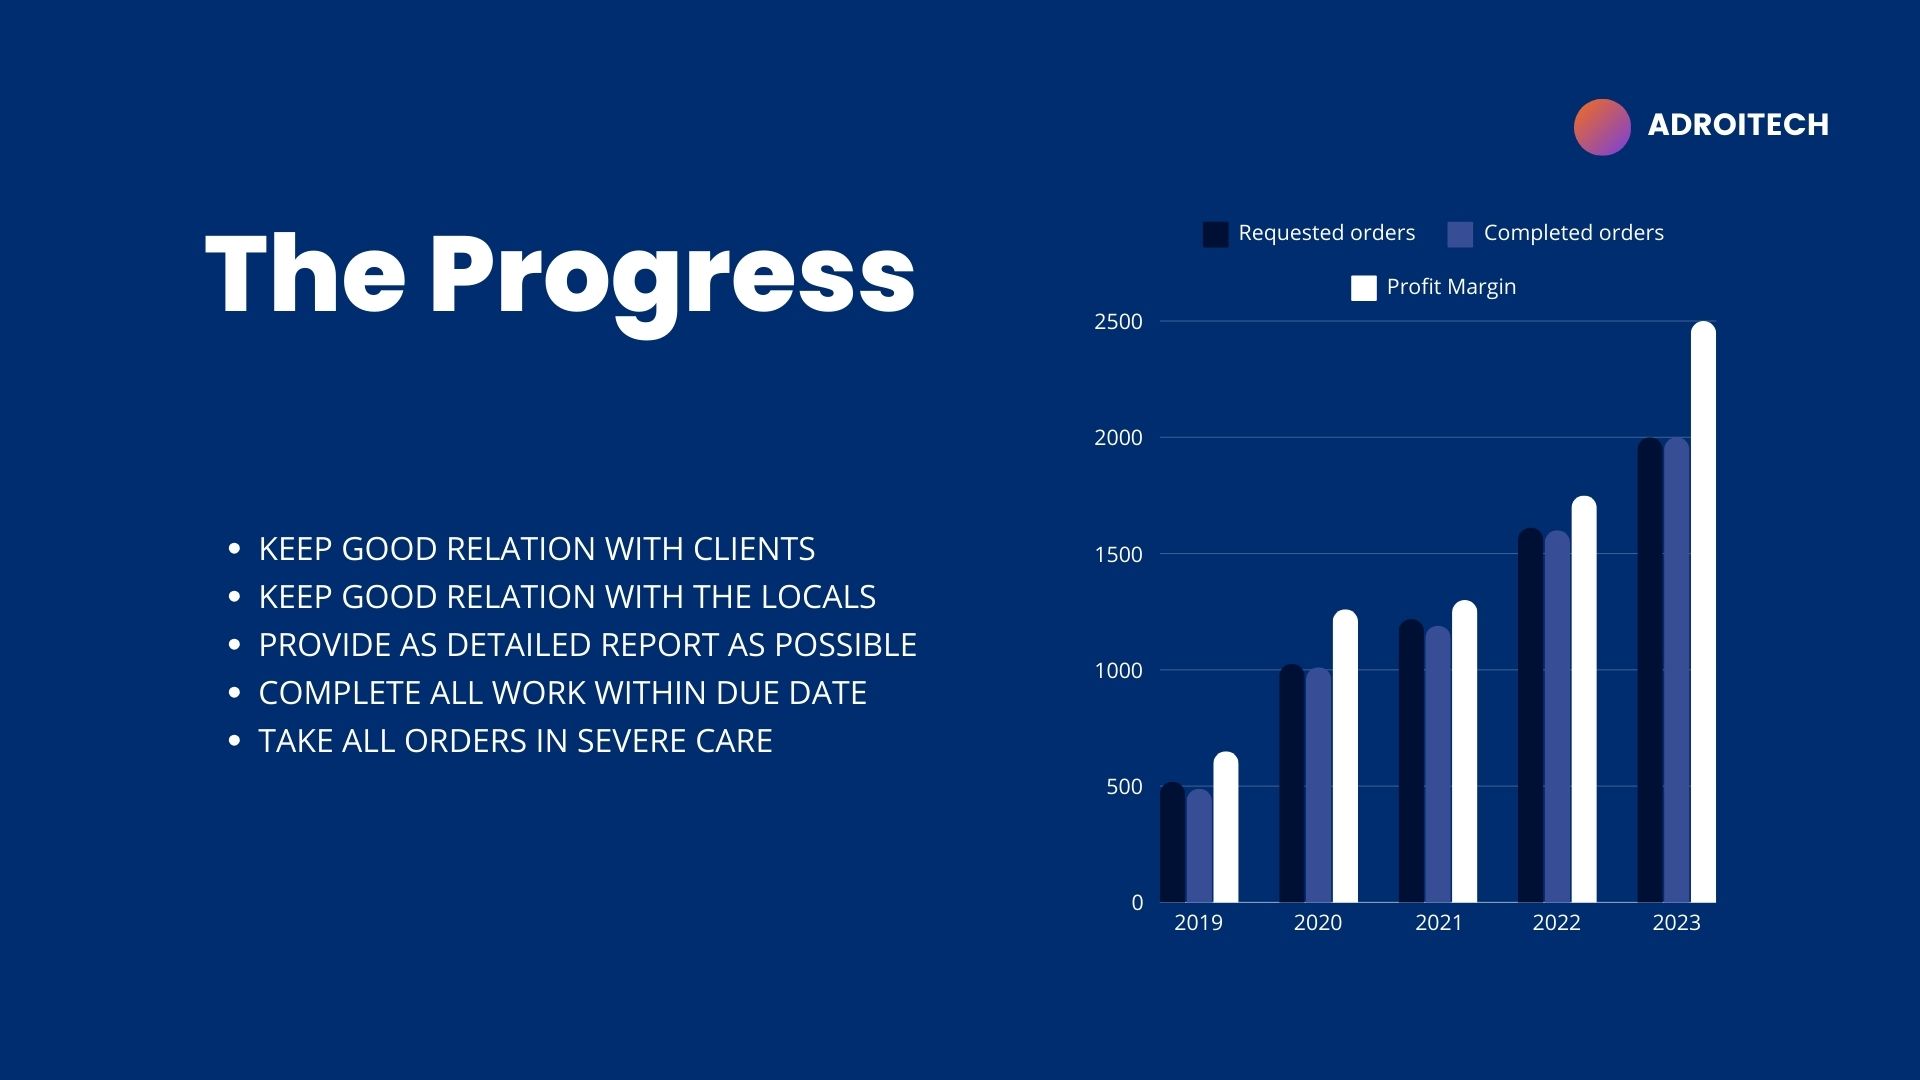 ADROITECH
The Progress
• KEEP GOOD RELATION WITH CLIENTS
• KEEP GOOD RELATION WITH THE LOCALS
• PROVIDE AS DETAILED REPORT AS POSSIBLE
• COMPLETE ALL WORK WITHIN DUE DATE
• TAKE ALL ORDERS IN SEVERE CARE
Requested orders Completed orders
Profit Margin
2500
2000
1500
1000
500
0
2019 2020 2021 2022 2023